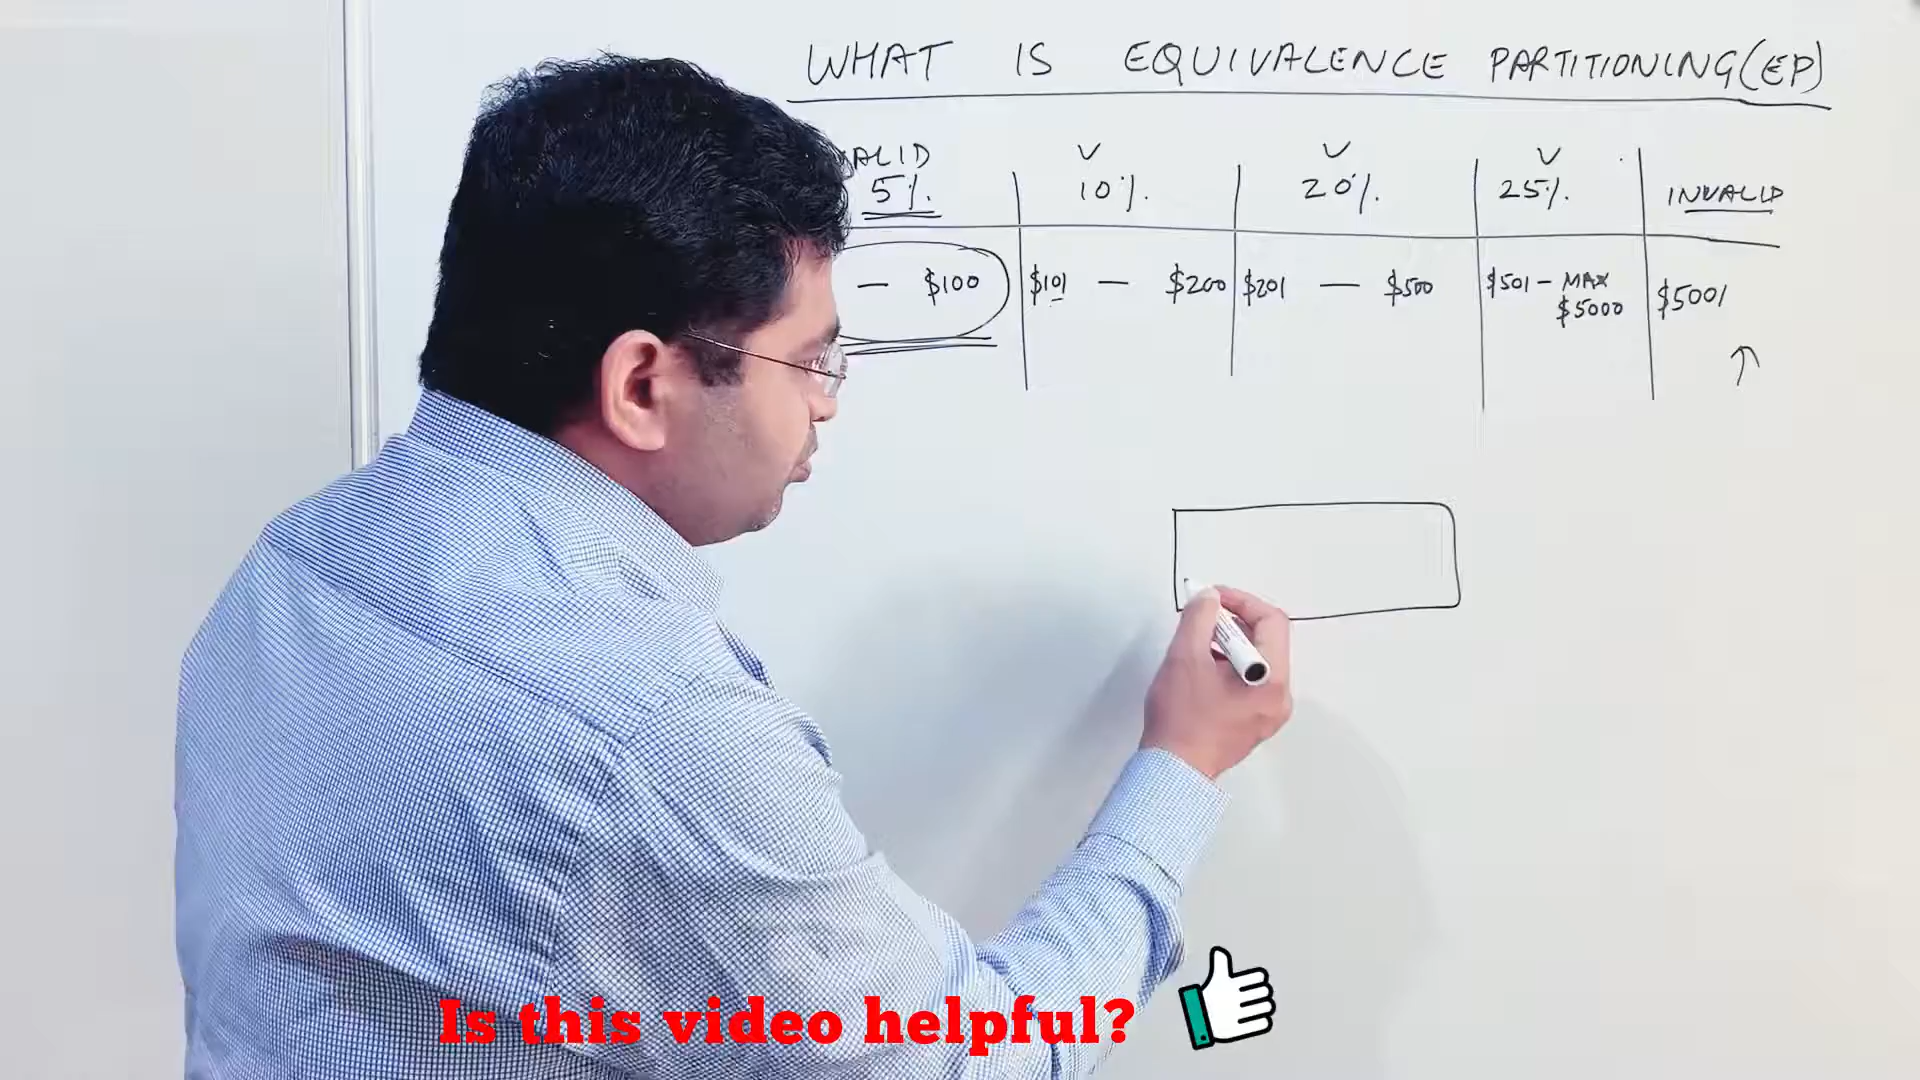 WHAT IS EQUIVALENCE PARTITIONING(EP)
VALID V V V
5% 10% 20% 25% INVALID
— $100 $101 — $200 $201 — $500 $501 - MAX $5001
$5000
Is this video helpful?